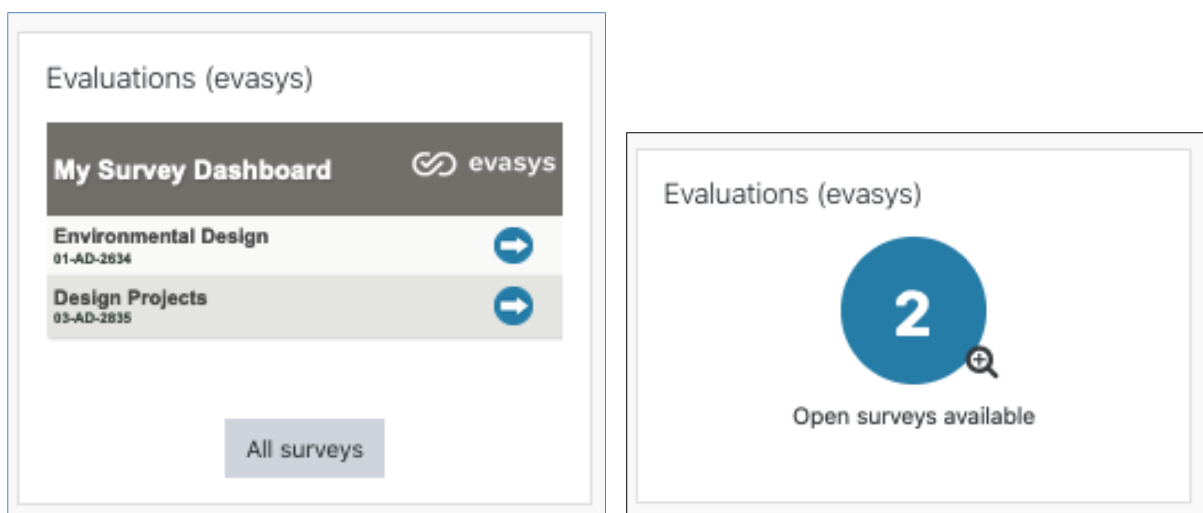 Evaluations (evasys)
My Survey Dashboard
evasys
Environmental Design
01-AD-2634
Design Projects
03-AD-2835
All surveys
Evaluations (evasys)
2
Open surveys available